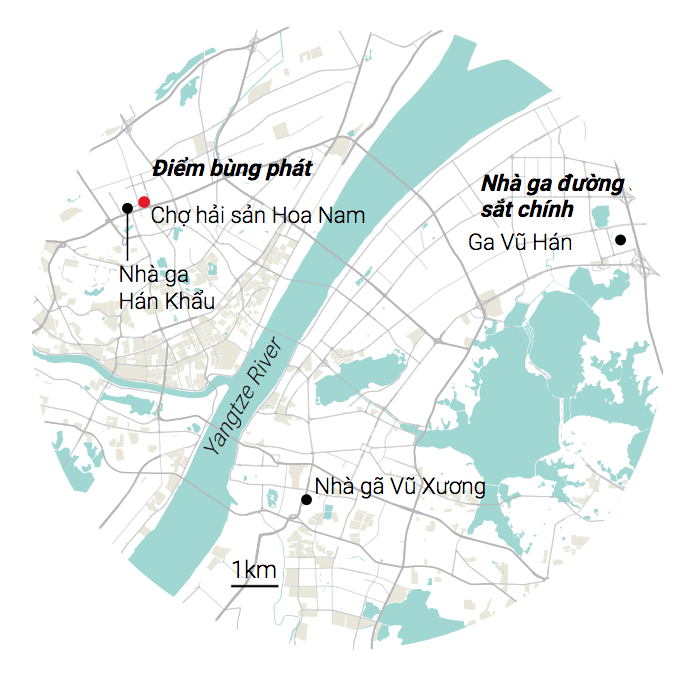 Điểm bùng phát
Chợ hải sản Hoa Nam
Nhà ga
Hán Khẩu
Nhà ga đường
sắt chính
Ga Vũ Hán
Yangtze River
Nhà gã Vũ Xương
1km